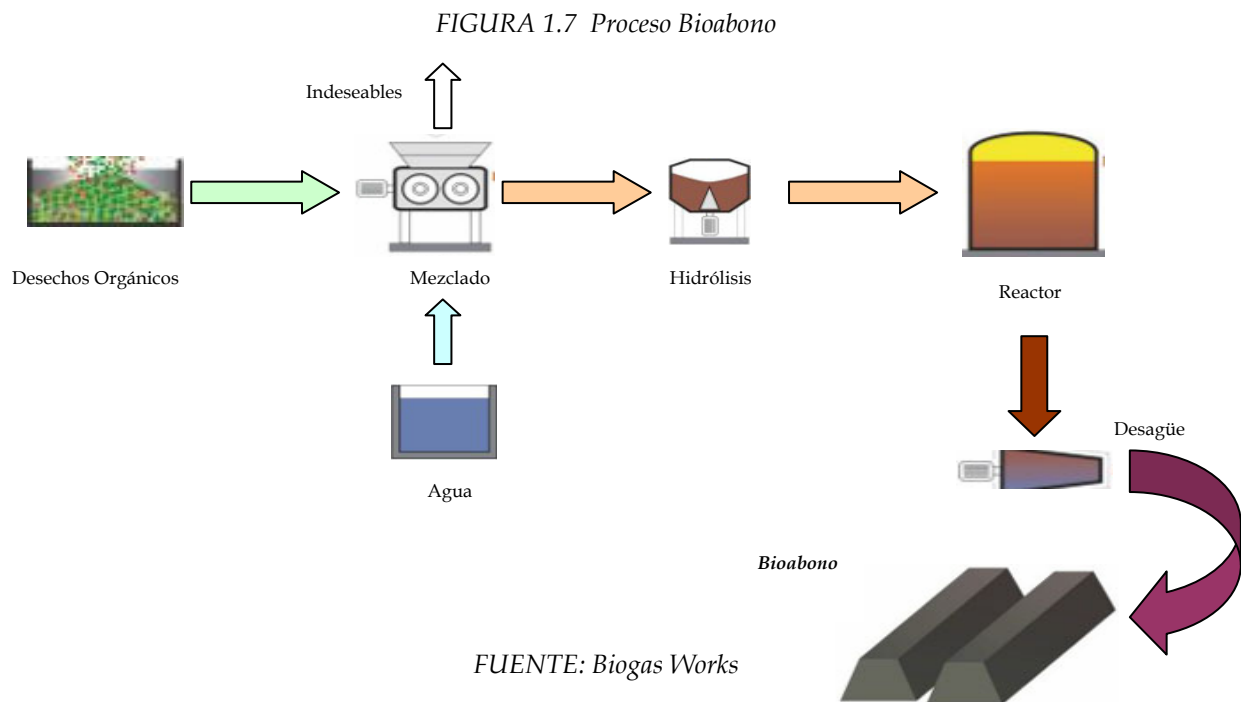 FIGURA 1.7 Proceso Bioabono
Indeseables
Desechos Orgánicos
Mezclado
Hidrólisis
Reactor
Agua
Desagüe
Bioabono
FUENTE: Biogas Works